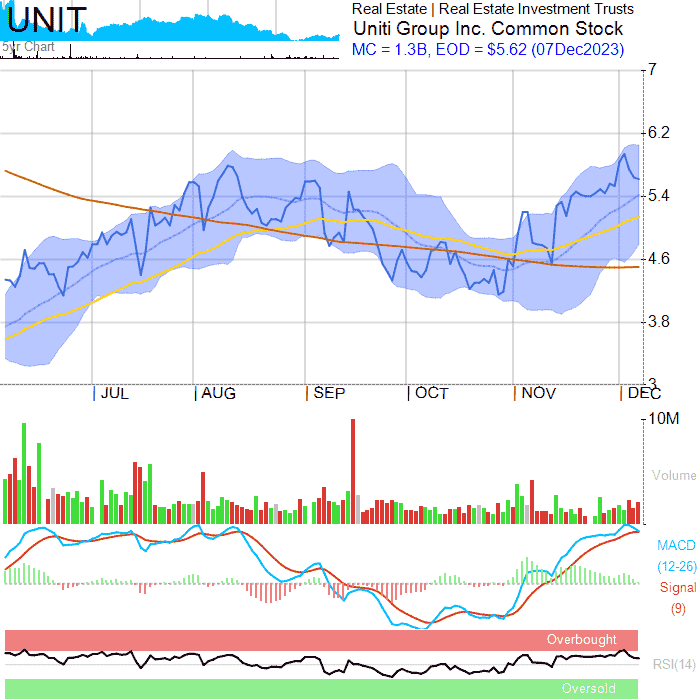 UNIT
5yr Chart
Real Estate | Real Estate Investment Trusts
Uniti Group Inc. Common Stock
MC = 1.3B, EOD = $5.62 (07Dec2023)
7
6.2
5.4
4.6
3.8
3
JUL AUG SEP OCT NOV DEC
10M
Volume
MACD
(12-26)
Signal
(9)
Overbought
RSI(14)
Oversold